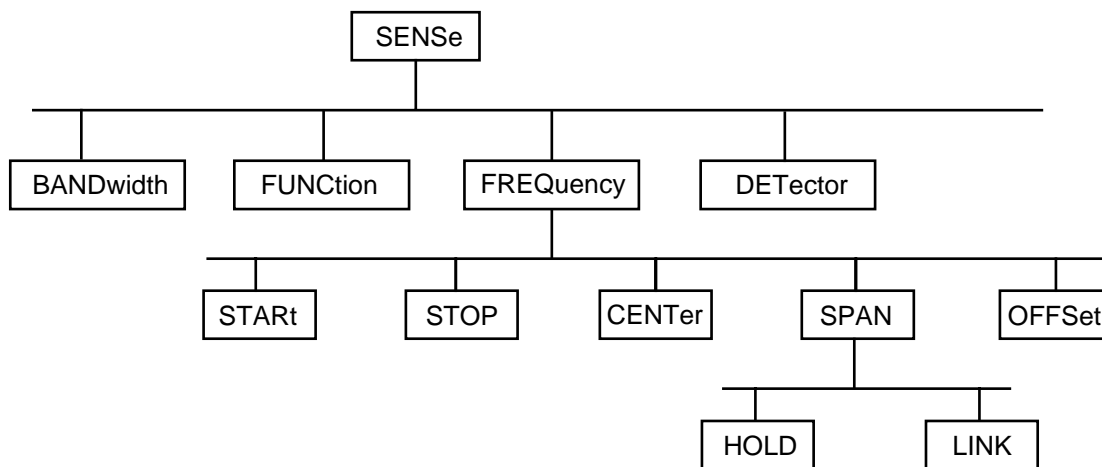 SENSe
BANDwidth
FUNCtion
FREQuency
DETector
STARt
STOP
CENTer
SPAN
OFFSet
HOLD
LINK